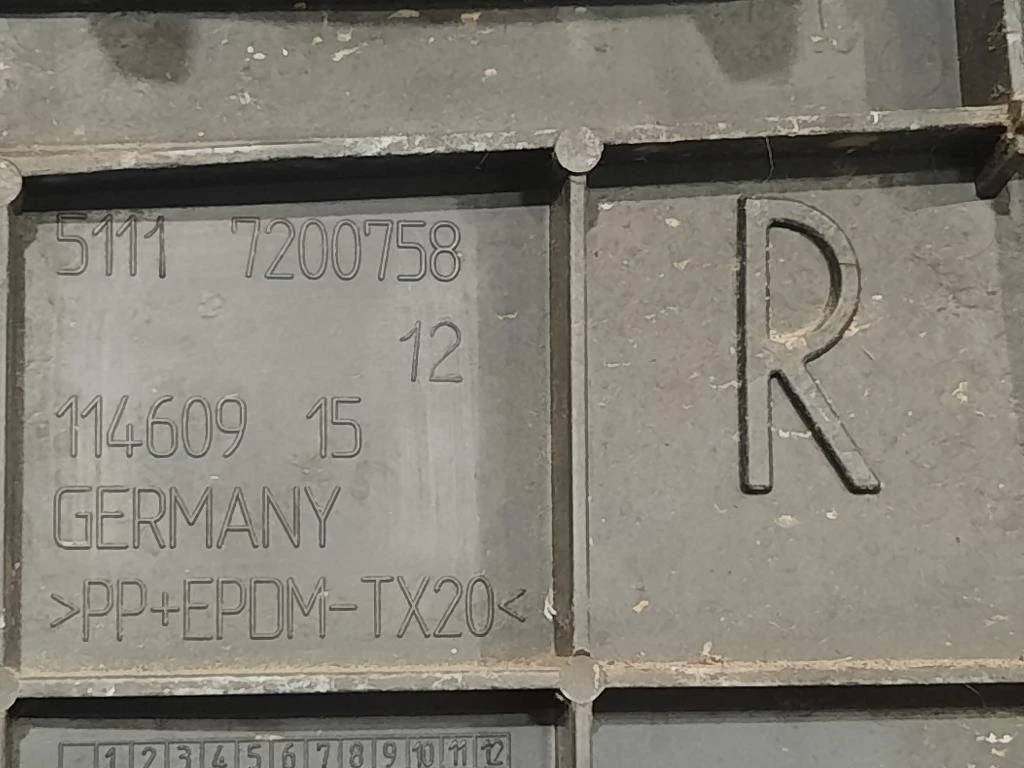 5111 7200758
12
114609 15
GERMANY
>PP+EPDM-TX20<
R
1 2 3 4 5 6 7 8 9 10 11 12